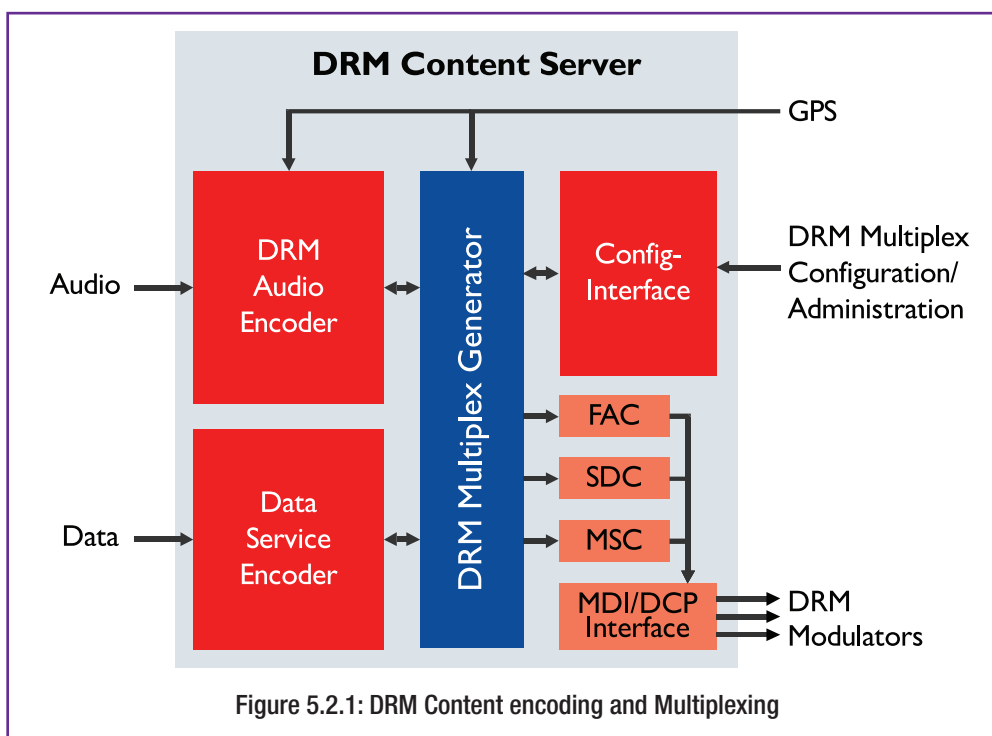 DRM Content Server
GPS
DRM
Audio
Encoder
DRM Multiplex Generator
Config-
Interface
Audio
DRM Multiplex
Configuration/
Administration
FAC
SDC
MSC
Data
Service
Encoder
Data
MDI/DCP
Interface
DRM
Modulators
Figure 5.2.1: DRM Content encoding and Multiplexing